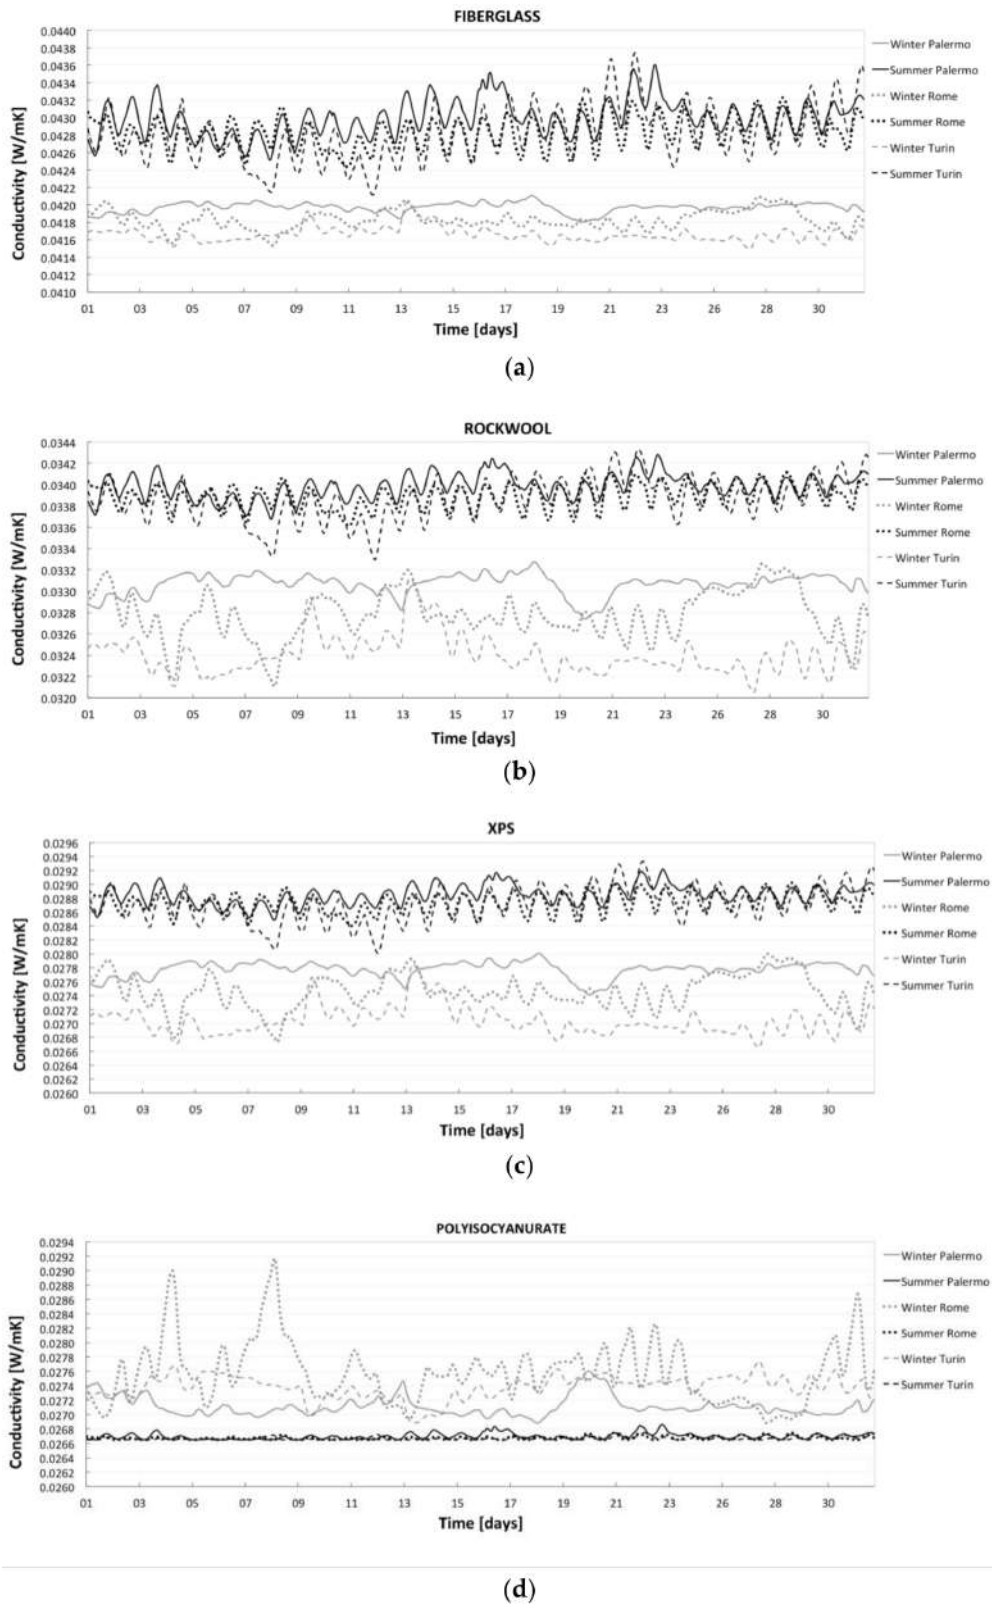 FIBERGLASS
Conductivity [W/mK]
0.0440
0.0438
0.0436
0.0434
0.0432
0.0430
0.0428
0.0426
0.0424
0.0422
0.0420
0.0418
0.0416
0.0414
0.0412
0.0410
01 03 05 07 09 11 13 15 17 19 21 23 26 28 30
Time [days]
Winter Palermo
Summer Palermo
Winter Rome
Summer Rome
Winter Turin
Summer Turin
(a)
ROCKWOOL
Conductivity [W/mK]
0.0344
0.0342
0.0340
0.0338
0.0336
0.0334
0.0332
0.0330
0.0328
0.0326
0.0324
0.0322
0.0320
01 03 05 07 09 11 13 15 17 19 21 23 26 28 30
Time [days]
Winter Palermo
Summer Palermo
Winter Rome
Summer Rome
Winter Turin
Summer Turin
(b)
XPS
Conductivity [W/mK]
0.0296
0.0294
0.0292
0.0290
0.0288
0.0286
0.0284
0.0282
0.0280
0.0278
0.0276
0.0274
0.0272
0.0270
0.0268
0.0266
0.0264
0.0262
0.0260
01 03 05 07 09 11 13 15 17 19 21 23 26 28 30
Time [days]
Winter Palermo
Summer Palermo
Winter Rome
Summer Rome
Winter Turin
Summer Turin
(c)
POLYISOCYANURATE
Conductivity [W/mK]
0.0294
0.0292
0.0290
0.0288
0.0286
0.0284
0.0282
0.0280
0.0278
0.0276
0.0274
0.0272
0.0270
0.0268
0.0266
0.0264
0.0262
0.0260
01 03 05 07 09 11 13 15 17 19 21 23 26 28 30
Time [days]
Winter Palermo
Summer Palermo
Winter Rome
Summer Rome
Winter Turin
Summer Turin
(d)